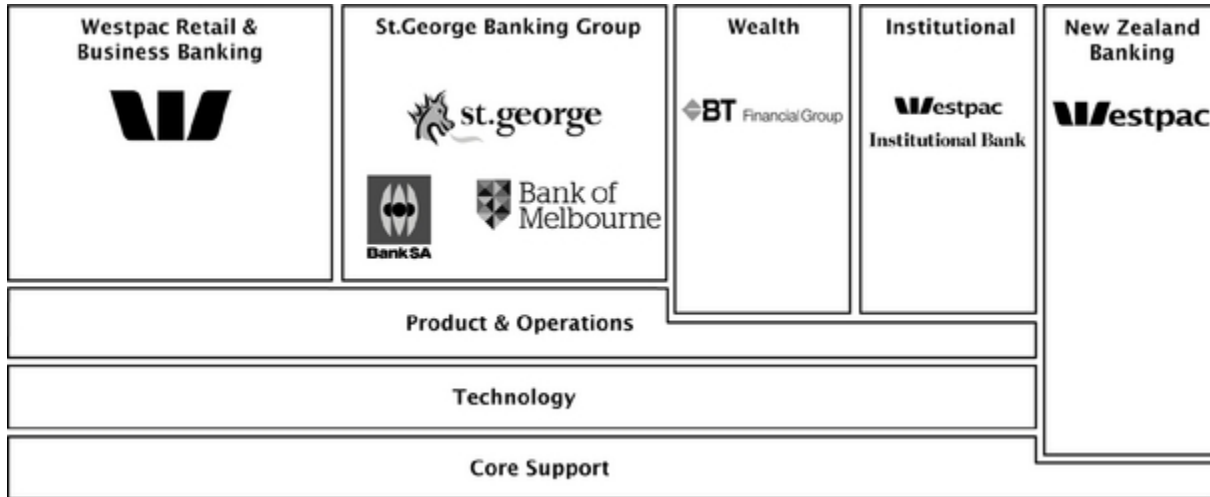 Westpac Retail &
Business Banking
St.George Banking Group
st.george
BankSA
Bank of
Melbourne
Wealth
BT Financial Group
Institutional
Westpac
Institutional Bank
New Zealand
Banking
Westpac
Product & Operations
Technology
Core Support